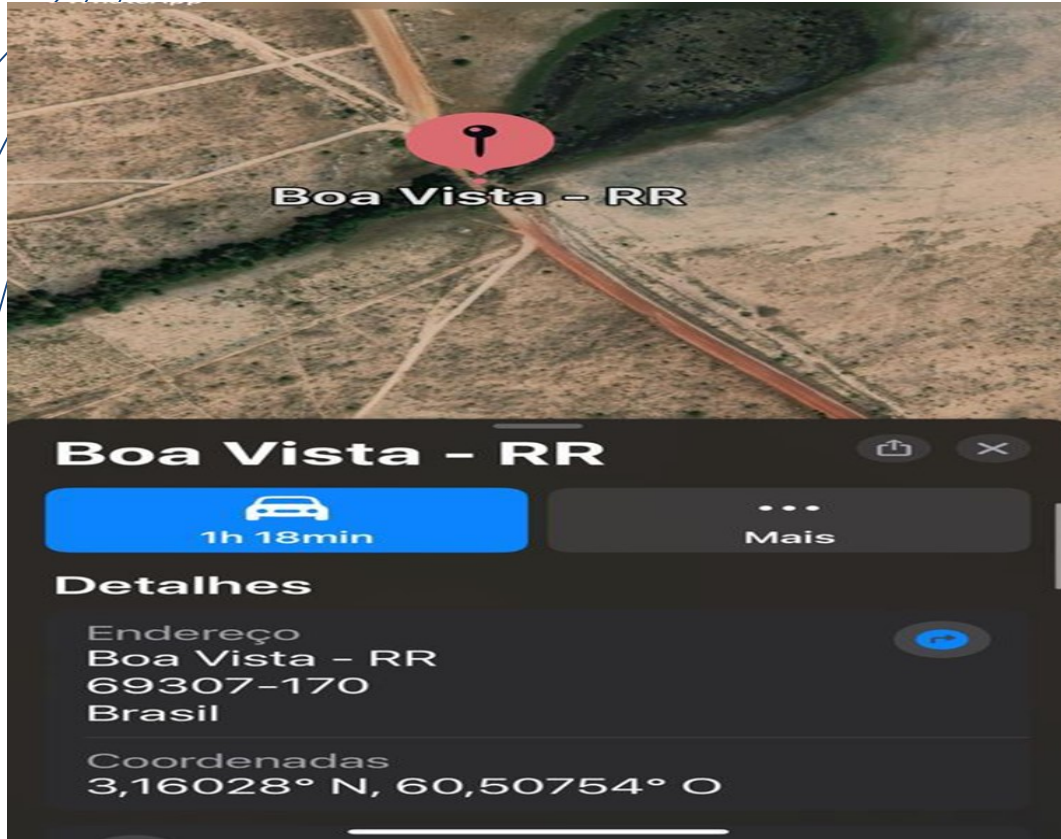 Boa Vista - RR
Boa Vista - RR
1h 18min
Mais
Detalhes
Endereço
Boa Vista - RR
69307-170
Brasil
Coordenadas
3,16028° N, 60,50754° O